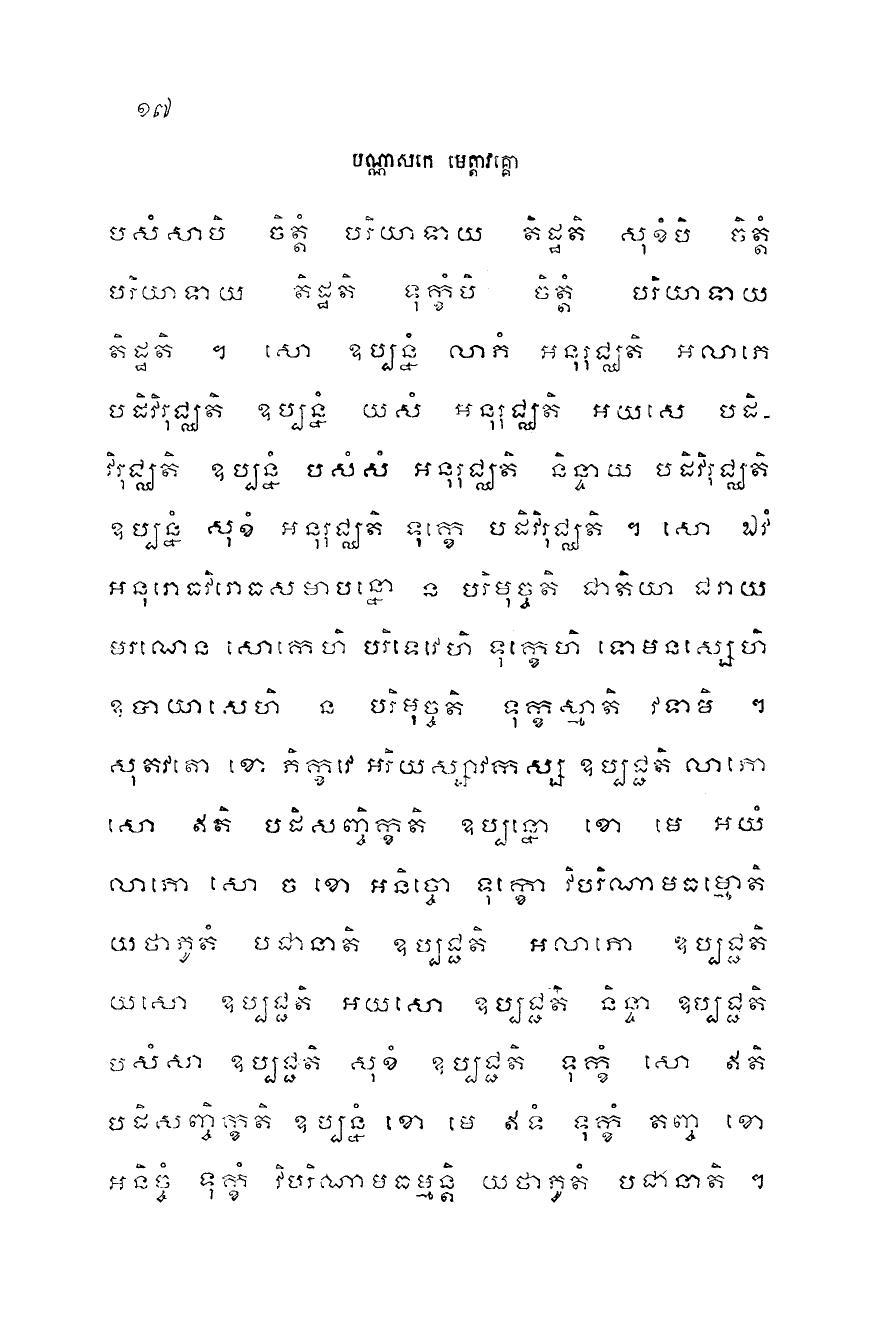 ១៧
បណ្ណាសកេ មេត្តាវគ្គោ
បសំសាបិ ចិត្តំ បរិយាទាយ តិដ្ឋតិ សុខំបិ ចិត្តំ
បរិយាទាយ តិដ្ឋតិ ទុក្ខំបិ ចិត្តំ បរិយាទាយ
តិដ្ឋតិ ។ សោ ឧប្បន្នំ លាភំ អនុរុជ្ឈតិ អលាភេ
បដិវិរុជ្ឈតិ ឧប្បន្នំ យសំ អនុរុជ្ឈតិ អយសេ បដិ-
វិរុជ្ឈតិ ឧប្បន្នំ បសំសំ អនុរុជ្ឈតិ និន្ទាយ បដិវិរុជ្ឈតិ
ឧប្បន្នំ សុខំ អនុរុជ្ឈតិ ទុក្ខេ បដិវិរុជ្ឈតិ ។ សោ ឯវំ
អនុរោធវិរោធសមាបន្នោ ន បរិមុច្ចតិ ជាតិយា ជរាយ
មរណេន សោកេហិ បរិទេវេហិ ទុក្ខេហិ ទោមនស្សេហិ
ឧបាយាសេហិ ន បរិមុច្ចតិ ទុក្ខស្មាតិ វទាមិ ។
សុតវតោ ខោ ភិក្ខវេ អរិយស្សាវកស្ស ឧប្បជ្ជតិ លាភោ
សោ ឥតិ បដិសញ្ចិក្ខតិ ឧប្បន្នោ ខោ មេ អយំ
លាភោ សោ ច ខោ អនិច្ចោ ទុក្ខោ វិបរិណាមធម្មោតិ
យថាភូតំ បជានាតិ ឧប្បជ្ជតិ អលាភោ ឧប្បជ្ជតិ
យសោ ឧប្បជ្ជតិ អយសោ ឧប្បជ្ជតិ និន្ទា ឧប្បជ្ជតិ
បសំសា ឧប្បជ្ជតិ សុខំ ឧប្បជ្ជតិ ទុក្ខំ សោ ឥតិ
បដិសញ្ចិក្ខតិ ឧប្បន្នំ ខោ មេ ឥទំ ទុក្ខំ តញ្ច ខោ
អនិច្ចំ ទុក្ខំ វិបរិណាមធម្មន្តិ យថាភូតំ បជានាតិ ។